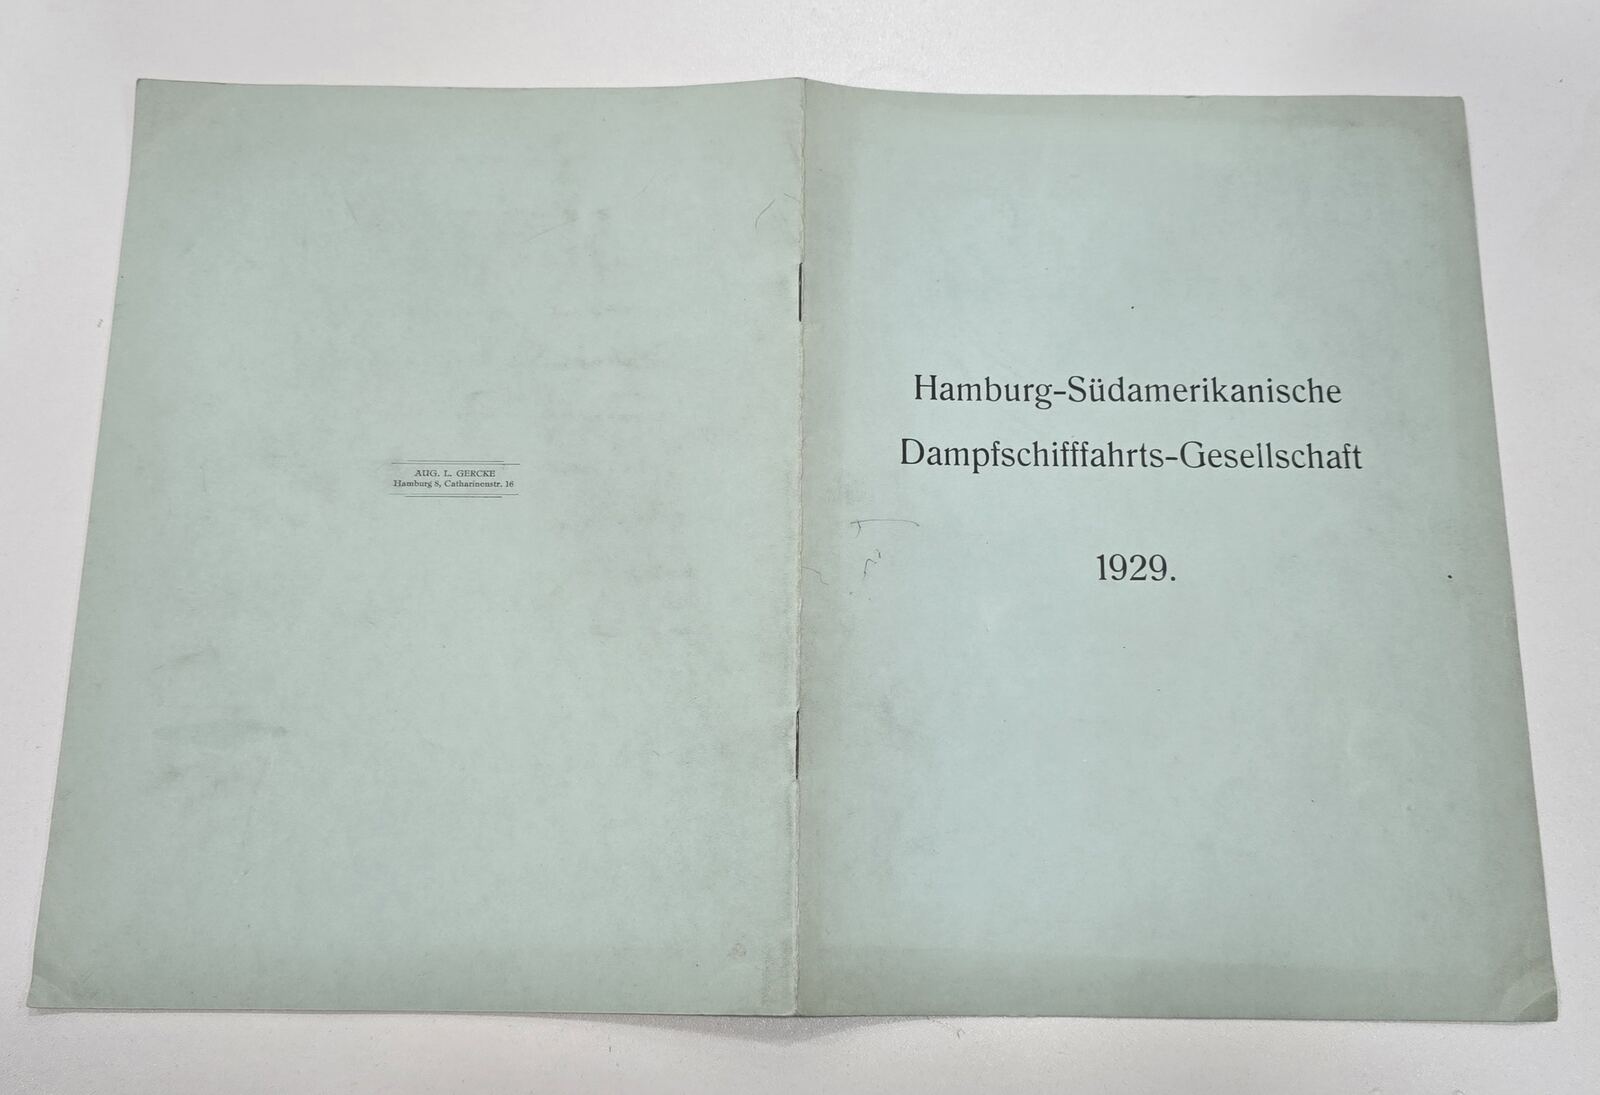 AUG. L. GERCKE
Hamburg 8, Catharinenstr. 16
Hamburg-Südamerikanische
Dampfschifffahrts-Gesellschaft
1929.